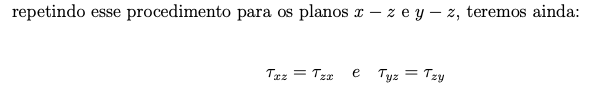 repetindo esse procedimento para os planos x − z e y − z, teremos ainda:
τxz = τzx e τyz = τzy